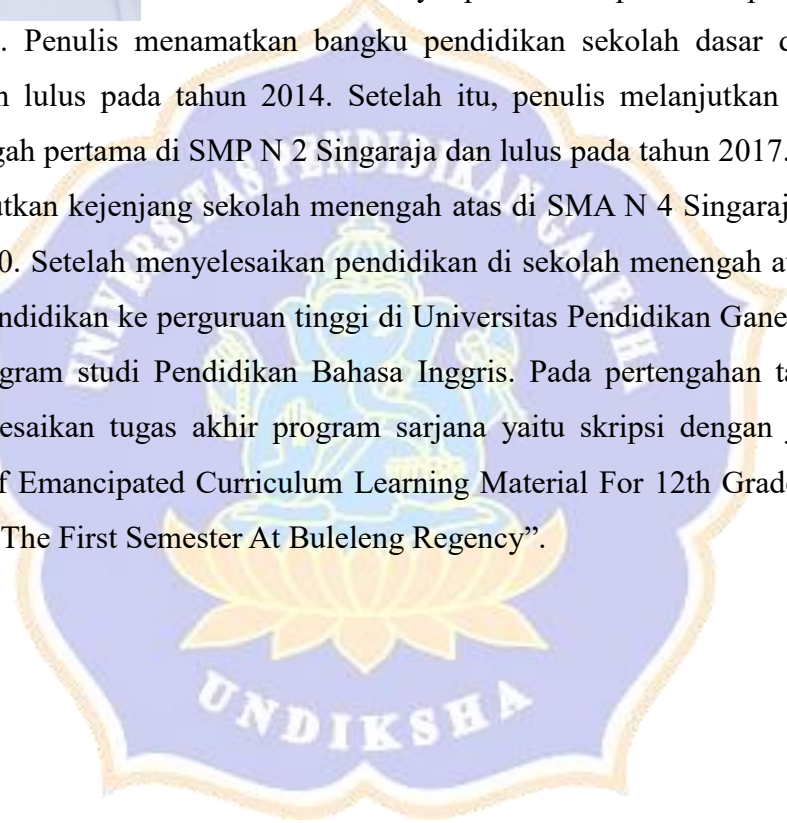 . Penulis menamatkan bangku pendidikan sekolah dasar d
n lulus pada tahun 2014. Setelah itu, penulis melanjutkan
gah pertama di SMP N 2 Singaraja dan lulus pada tahun 2017.
utkan kejenjang sekolah menengah atas di SMA N 4 Singaraj
0. Setelah menyelesaikan pendidikan di sekolah menengah at
ndidikan ke perguruan tinggi di Universitas Pendidikan Gane
gram studi Pendidikan Bahasa Inggris. Pada pertengahan ta
esaikan tugas akhir program sarjana yaitu skripsi dengan j
f Emancipated Curriculum Learning Material For 12th Grade
The First Semester At Buleleng Regency”.
UNIVERSITAS PENDIDIKAN GANESHA
UNDIKSHA